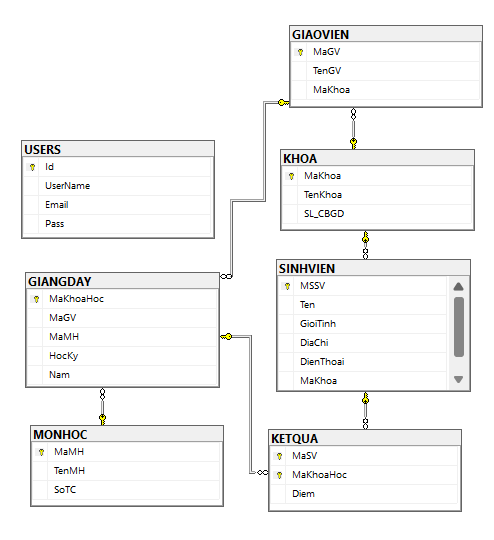 GIAOVIEN
MaGV
TenGV
MaKhoa
USERS
Id
UserName
Email
Pass
KHOA
MaKhoa
TenKhoa
SL_CBGD
GIANGDAY
MaKhoaHoc
MaGV
MaMH
HocKy
Nam
SINHVIEN
MSSV
Ten
GioiTinh
DiaChi
DienThoai
MaKhoa
MONHOC
MaMH
TenMH
SoTC
KETQUA
MaSV
MaKhoaHoc
Diem